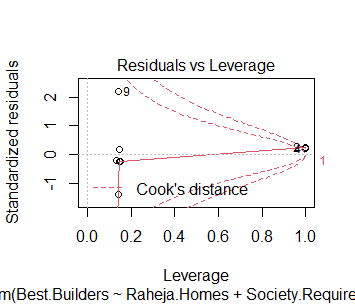 Residuals vs Leverage
Standardized residuals
2
1
0
-1
9
1
Cook's distance
0.0 0.2 0.4 0.6 0.8 1.0
Leverage
m(Best.Builders ~ Raheja.Homes + Society.Require